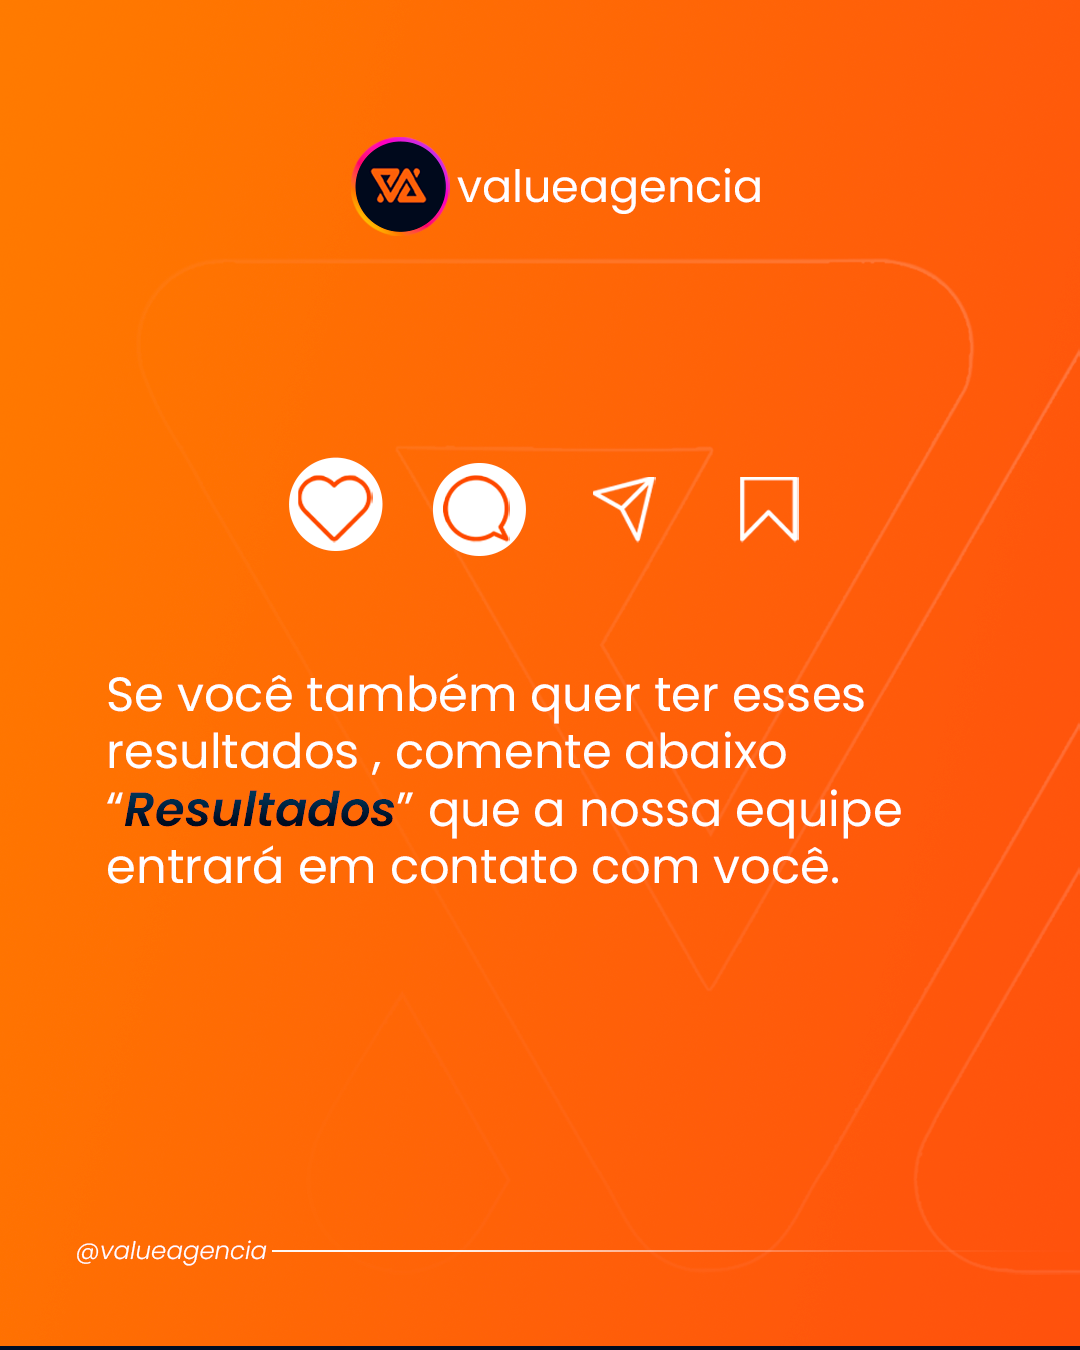 valueagencia
Se você também quer ter esses
resultados , comente abaixo
“Resultados” que a nossa equipe
entrará em contato com você.
@valueagencia